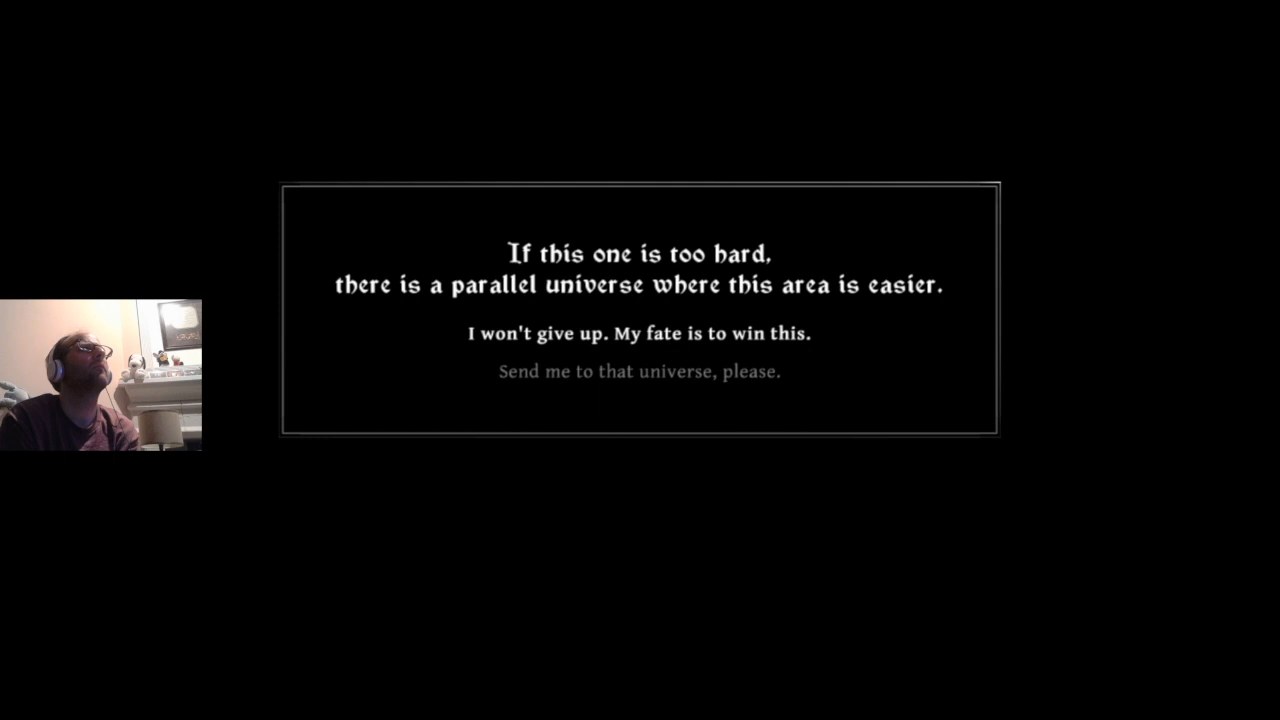 If this one is too hard,
there is a parallel universe where this area is easier.
I won't give up. My fate is to win this.
Send me to that universe, please.